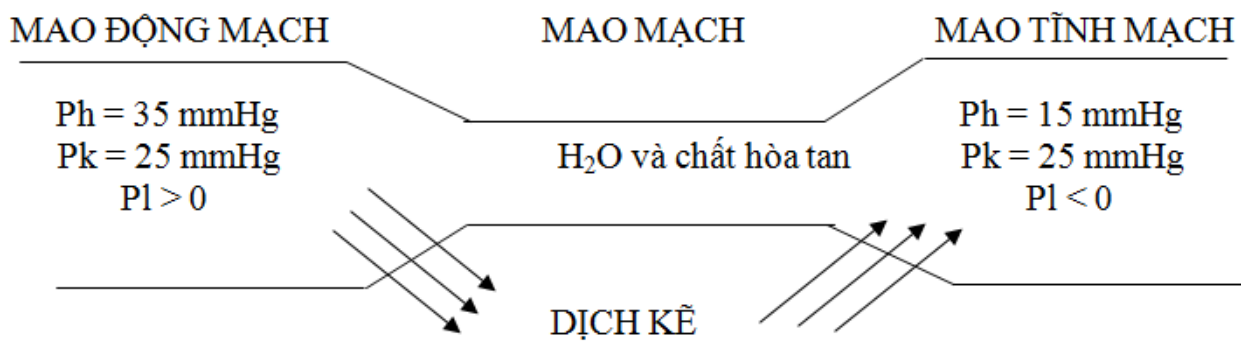 MAO ĐỘNG MẠCH
MAO MẠCH
MAO TĨNH MẠCH
Ph = 35 mmHg
Pk = 25 mmHg
Pl > 0
H₂O và chất hòa tan
Ph = 15 mmHg
Pk = 25 mmHg
Pl < 0
DỊCH KẼ